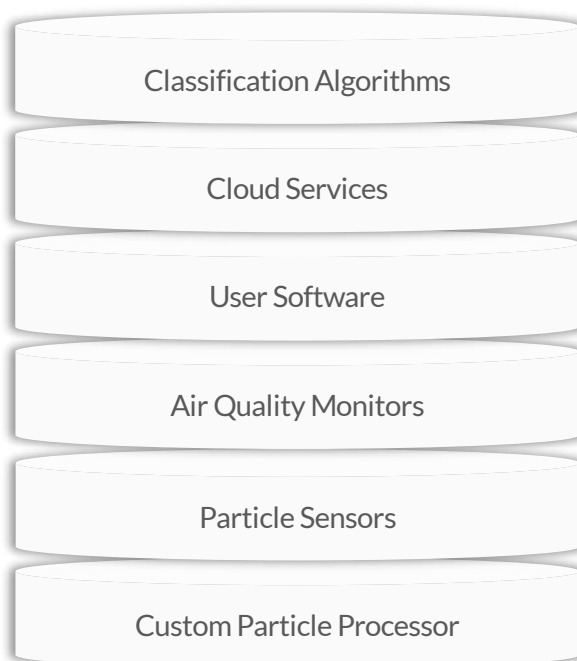 Classification Algorithms
Cloud Services
User Software
Air Quality Monitors
Particle Sensors
Custom Particle Processor